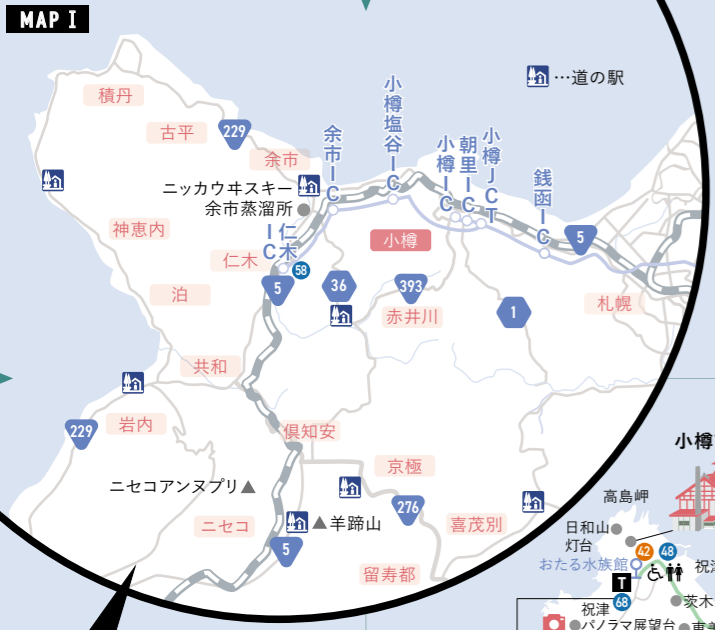 MAP I
…道の駅
積丹
古平
229
余市
ニッカウヰスキー
余市蒸溜所
余市IC
小樽塩谷IC
小樽IC
朝里IC
小樽JCT
銭函IC
5
神恵内
仁木
仁木IC
58
小樽
泊
5
36
393
赤井川
1
札幌
共和
229
岩内
倶知安
京極
ニセコアンヌプリ
276
ニセコ
羊蹄山
喜茂別
5
留寿都
小樽
高島岬
日和山
灯台
42
48
おたる水族館
祝津
T
68
茨木
祝津
パノラマ展望台